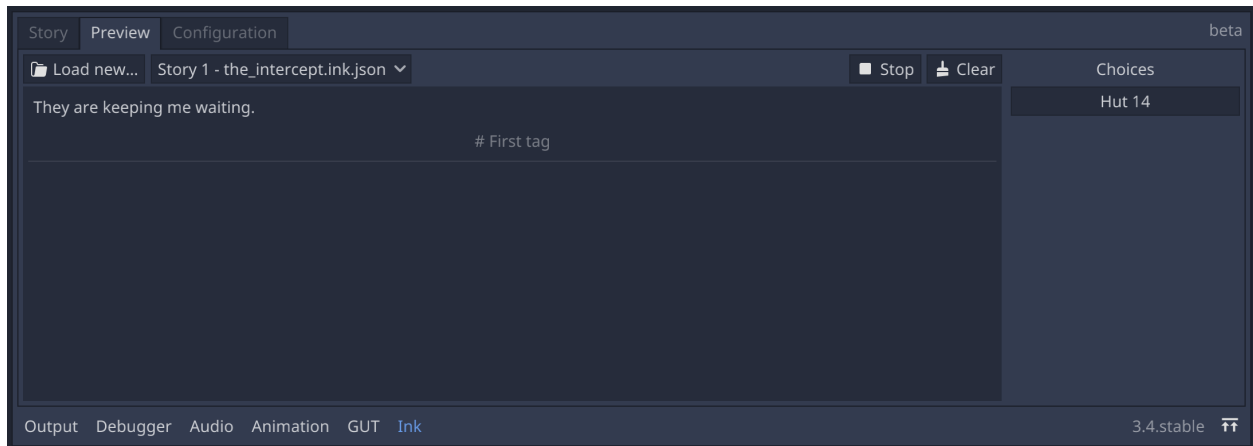 Story Preview Configuration beta
Load new... Story 1 - the_intercept.ink.json Stop Clear Choices
They are keeping me waiting. Hut 14
# First tag
Output Debugger Audio Animation GUT Ink 3.4.stable